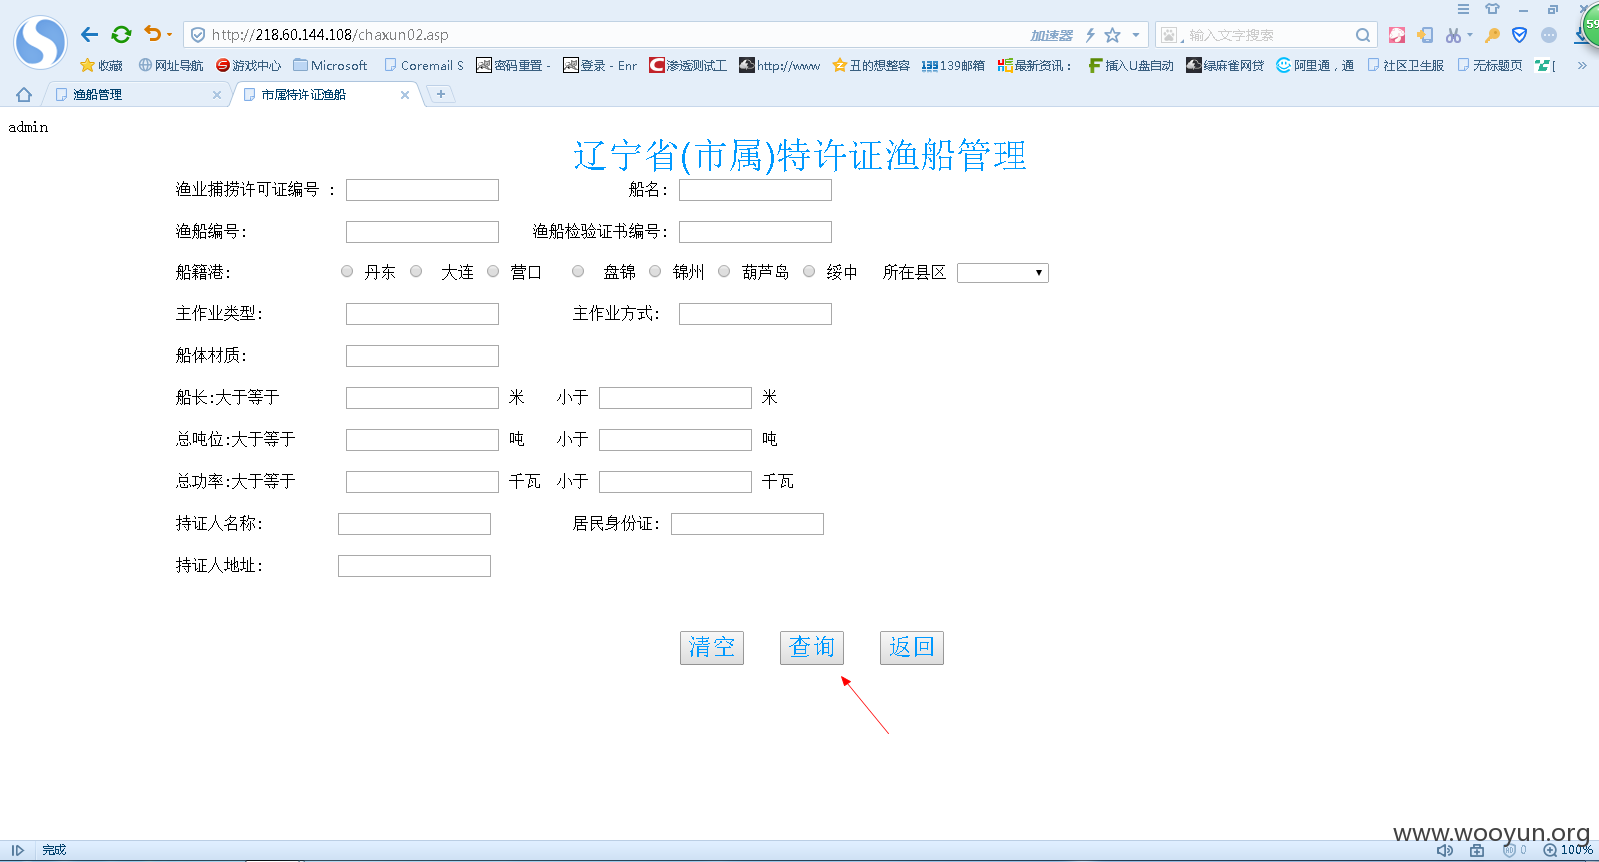 59
http://218.60.144.108/chaxun02.asp
加速器
输入文字搜索
收藏 网址导航 游戏中心 Microsoft Coremail S 密码重置 - 登录 - Enr 渗透测试工 http://www 丑的想整容 139邮箱 最新资讯： 插入U盘自动 绿麻雀网贷 阿里通，通 社区卫生服 无标题页 [ »
渔船管理 × 市属特许证渔船 × +
admin
辽宁省(市属)特许证渔船管理
渔业捕捞许可证编号 : 船名:
渔船编号: 渔船检验证书编号:
船籍港: 丹东 大连 营口 盘锦 锦州 葫芦岛 绥中 所在县区
主作业类型: 主作业方式:
船体材质:
船长:大于等于 米 小于 米
总吨位:大于等于 吨 小于 吨
总功率:大于等于 千瓦 小于 千瓦
持证人名称: 居民身份证:
持证人地址:
清空 查询 返回
www.wooyun.org
完成 0 100%